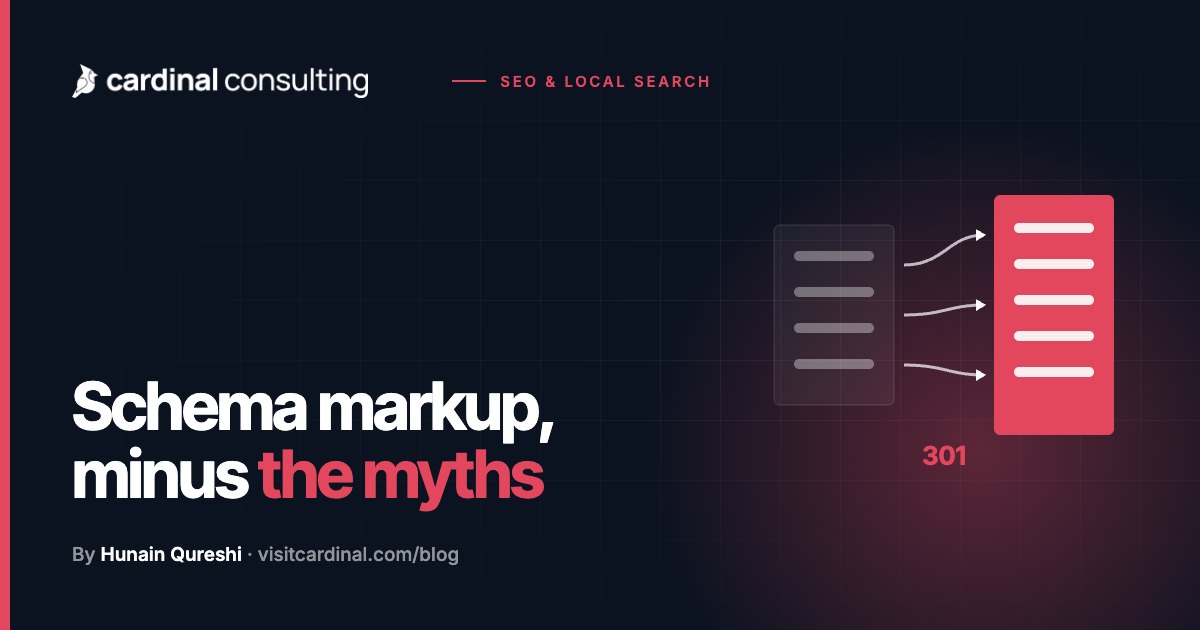 cardinal consulting
SEO & LOCAL SEARCH
301
Schema markup,
minus the myths
By Hunain Qureshi · visitcardinal.com/blog